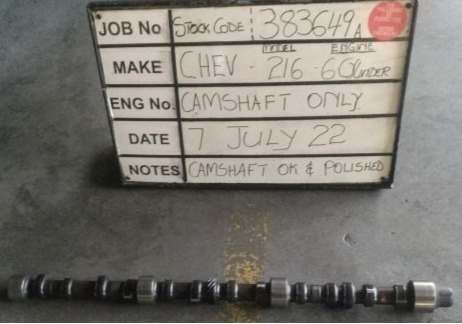 JOB No STOCK CODE : 383649A
MODEL ENGINE
MAKE CHEV - 216 - 6 CYLINDER
ENG No. CAMSHAFT ONLY
DATE 7 JULY 22
NOTES CAMSHAFT OK & POLISHED